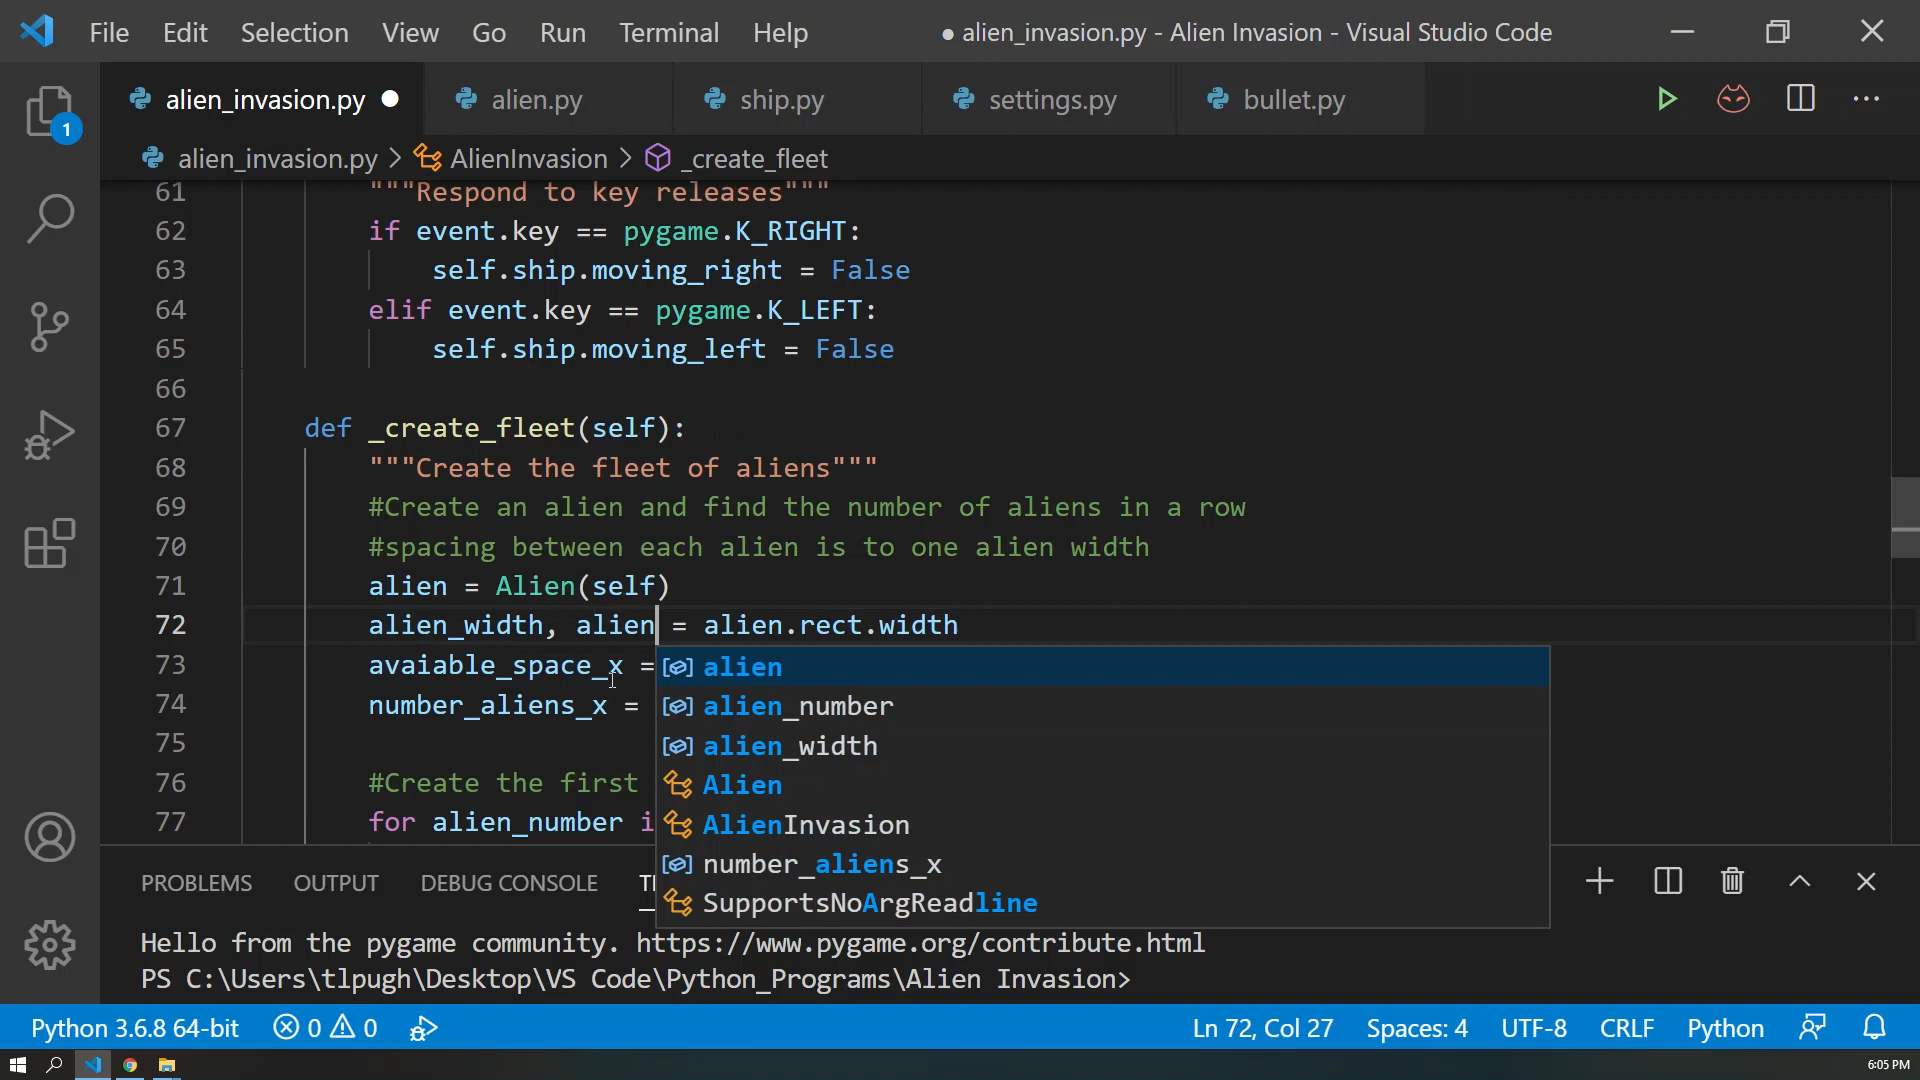 File Edit Selection View Go Run Terminal Help ● alien_invasion.py - Alien Invasion - Visual Studio Code
alien_invasion.py alien.py ship.py settings.py bullet.py
1
alien_invasion.py > AlienInvasion > _create_fleet
61 """Respond to key releases"""
62 if event.key == pygame.K_RIGHT:
63 self.ship.moving_right = False
64 elif event.key == pygame.K_LEFT:
65 self.ship.moving_left = False
66
67 def _create_fleet(self):
68 """Create the fleet of aliens"""
69 #Create an alien and find the number of aliens in a row
70 #spacing between each alien is to one alien width
71 alien = Alien(self)
72 alien_width, alien = alien.rect.width
73 avaiable_space_x =
74 number_aliens_x =
75
76 #Create the first
77 for alien_number i
alien
alien_number
alien_width
Alien
AlienInvasion
number_aliens_x
SupportsNoArgReadline
PROBLEMS OUTPUT DEBUG CONSOLE
Hello from the pygame community. https://www.pygame.org/contribute.html
PS C:\Users\tlpugh\Desktop\VS Code\Python_Programs\Alien Invasion>
Python 3.6.8 64-bit 0 0 Ln 72, Col 27 Spaces: 4 UTF-8 CRLF Python
6:05 PM